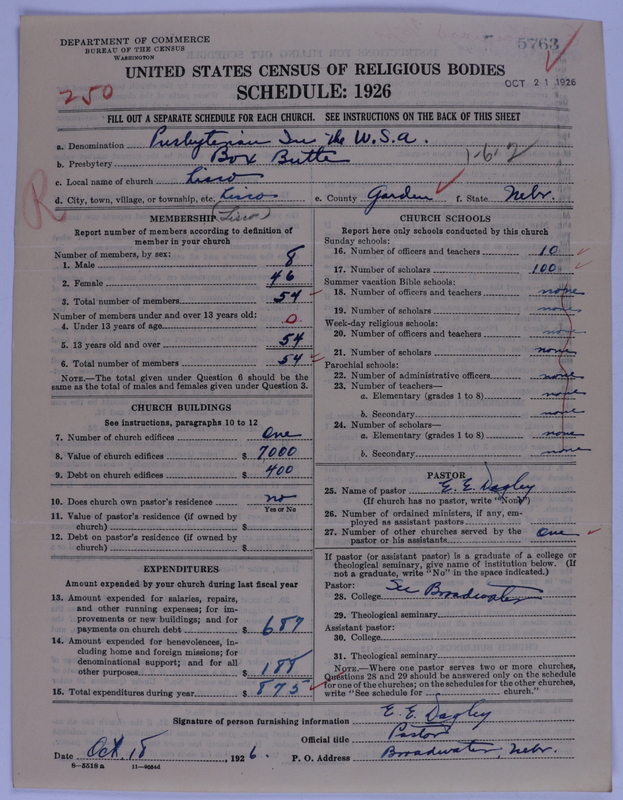 DEPARTMENT OF COMMERCE
BUREAU OF THE CENSUS
WASHINGTON
5763
UNITED STATES CENSUS OF RELIGIOUS BODIES
OCT 21 1926
250
SCHEDULE: 1926
FILL OUT A SEPARATE SCHEDULE FOR EACH CHURCH. SEE INSTRUCTIONS ON THE BACK OF THIS SHEET
a. Denomination Presbyterian In the U.S.A.
b. Presbytery Box Butte 1-6-2
c. Local name of church Lisco
R
d. City, town, village, or township, etc. Lisco e. County Garden f. State Nebr.
(Lisco)
MEMBERSHIP
Report number of members according to definition of
member in your church
Number of members, by sex:
1. Male 8
2. Female 46
3. Total number of members 54
Number of members under and over 13 years old:
4. Under 13 years of age 0
5. 13 years old and over 54
6. Total number of members 54
NOTE.—The total given under Question 6 should be the
same as the total of males and females given under Question 3.
CHURCH BUILDINGS
See instructions, paragraphs 10 to 12
7. Number of church edifices One
8. Value of church edifices $ 7000
9. Debt on church edifices $ 400
10. Does church own pastor's residence no
Yes or No
11. Value of pastor's residence (if owned by
church) $
12. Debt on pastor's residence (if owned by
church) $
EXPENDITURES
Amount expended by your church during last fiscal year
13. Amount expended for salaries, repairs,
and other running expenses; for im-
provements or new buildings; and for
payments on church debt $ 687
14. Amount expended for benevolences, in-
cluding home and foreign missions; for
denominational support; and for all
other purposes $ 188
15. Total expenditures during year $ 875
CHURCH SCHOOLS
Report here only schools conducted by this church
Sunday schools:
16. Number of officers and teachers 10
17. Number of scholars 100
Summer vacation Bible schools:
18. Number of officers and teachers none
19. Number of scholars none
Week-day religious schools:
20. Number of officers and teachers none
21. Number of scholars none
Parochial schools:
22. Number of administrative officers none
23. Number of teachers—
a. Elementary (grades 1 to 8) none
b. Secondary none
24. Number of scholars—
a. Elementary (grades 1 to 8) none
b. Secondary none
PASTOR
25. Name of pastor E. E. Dagley
(If church has no pastor, write "None")
26. Number of ordained ministers, if any, em-
ployed as assistant pastors
27. Number of other churches served by the
pastor or his assistants One
If pastor (or assistant pastor) is a graduate of a college or
theological seminary, give name of institution below. (If
not a graduate, write "No" in the space indicated.)
Pastor:
28. College See Broadwater
29. Theological seminary
Assistant pastor:
30. College
31. Theological seminary
NOTE.—Where one pastor serves two or more churches,
Questions 28 and 29 should be answered only on the schedule
for one of the churches; on the schedules for the other churches,
write "See schedule for church."
Signature of person furnishing information E. E. Dagley
Official title Pastor
Date Oct. 18, 1926. P. O. Address Broadwater, Nebr.
8-5518a 11-9054d